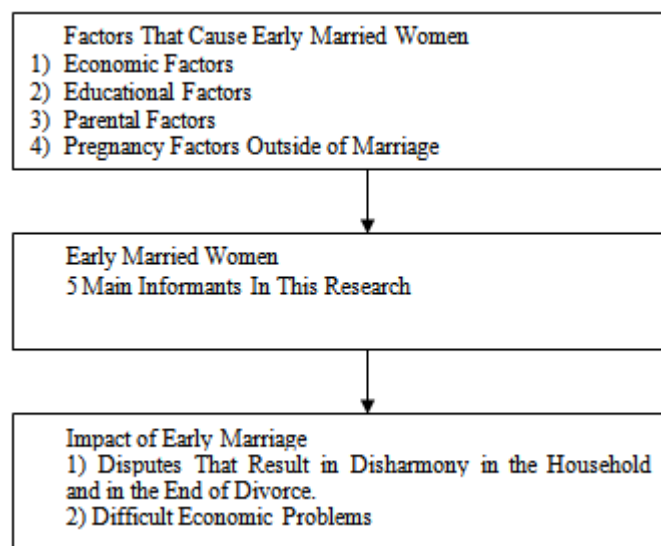 Factors That Cause Early Married Women
1) Economic Factors
2) Educational Factors
3) Parental Factors
4) Pregnancy Factors Outside of Marriage
Early Married Women
5 Main Informants In This Research
Impact of Early Marriage
1) Disputes That Result in Disharmony in the Household
and in the End of Divorce.
2) Difficult Economic Problems